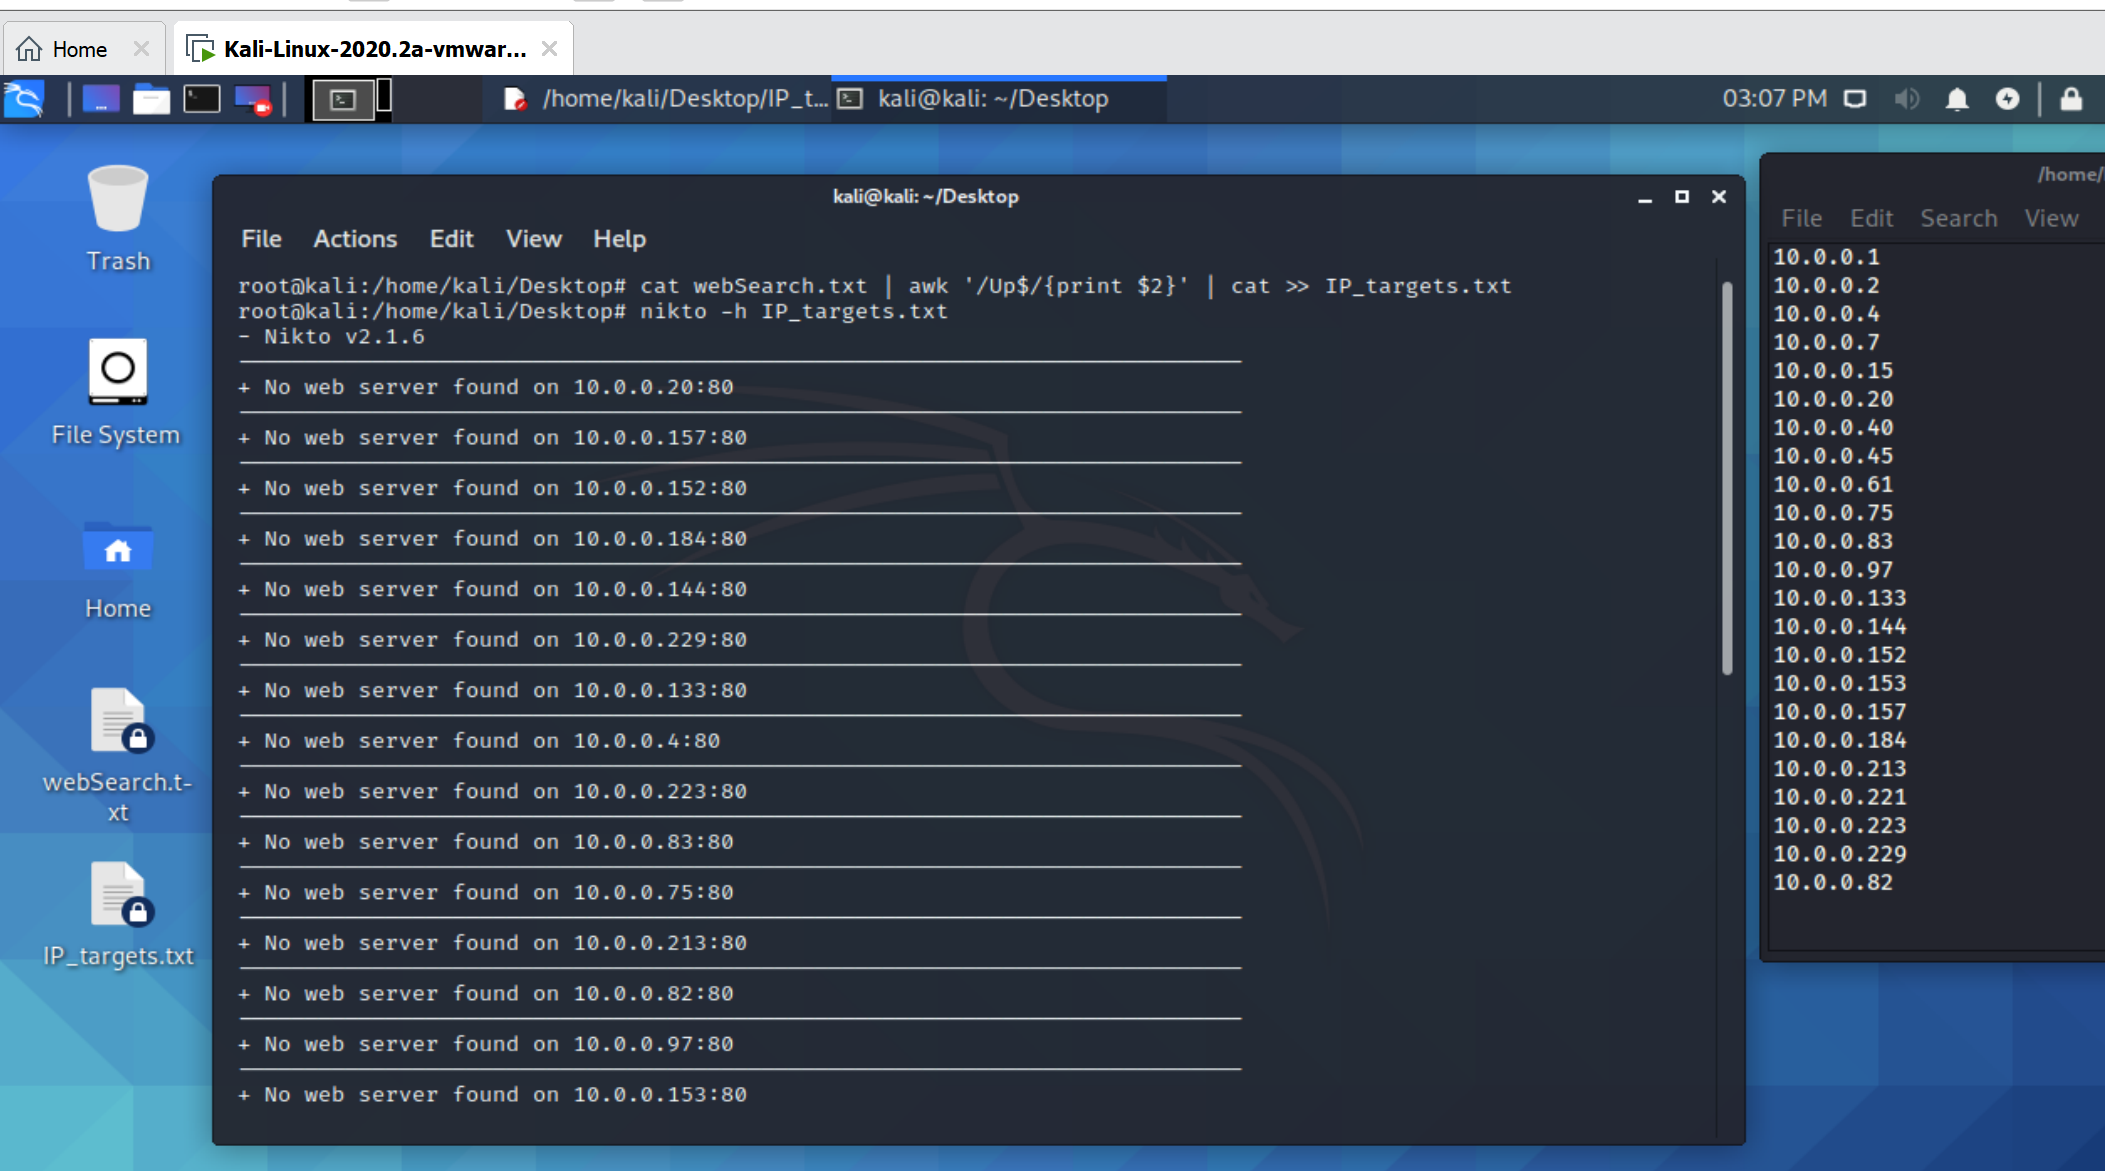 Home
Kali-Linux-2020.2a-vmwar...
/home/kali/Desktop/IP_t...
kali@kali: ~/Desktop
03:07 PM
Trash
File System
Home
webSearch.t-
xt
IP_targets.txt
kali@kali: ~/Desktop
File Actions Edit View Help
root@kali:/home/kali/Desktop# cat webSearch.txt | awk '/Up$/{print $2}' | cat >> IP_targets.txt
root@kali:/home/kali/Desktop# nikto -h IP_targets.txt
- Nikto v2.1.6
+ No web server found on 10.0.0.20:80
+ No web server found on 10.0.0.157:80
+ No web server found on 10.0.0.152:80
+ No web server found on 10.0.0.184:80
+ No web server found on 10.0.0.144:80
+ No web server found on 10.0.0.229:80
+ No web server found on 10.0.0.133:80
+ No web server found on 10.0.0.4:80
+ No web server found on 10.0.0.223:80
+ No web server found on 10.0.0.83:80
+ No web server found on 10.0.0.75:80
+ No web server found on 10.0.0.213:80
+ No web server found on 10.0.0.82:80
+ No web server found on 10.0.0.97:80
+ No web server found on 10.0.0.153:80
/home/
File Edit Search View
10.0.0.1
10.0.0.2
10.0.0.4
10.0.0.7
10.0.0.15
10.0.0.20
10.0.0.40
10.0.0.45
10.0.0.61
10.0.0.75
10.0.0.83
10.0.0.97
10.0.0.133
10.0.0.144
10.0.0.152
10.0.0.153
10.0.0.157
10.0.0.184
10.0.0.213
10.0.0.221
10.0.0.223
10.0.0.229
10.0.0.82